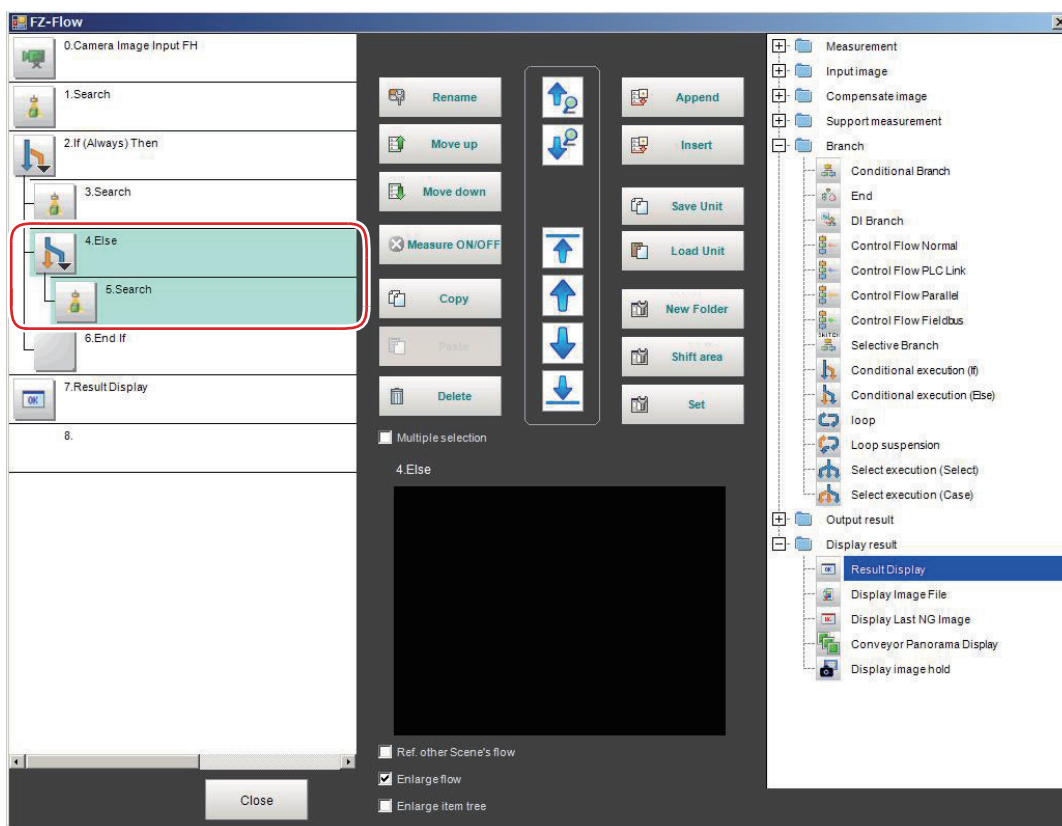 FZ-Flow
0.Camera Image Input FH
1.Search
2.If (Always) Then
3.Search
4.Else
5.Search
6.End If
7.Result Display
8.
Close
Rename
Move up
Move down
Measure ON/OFF
Copy
Paste
Delete
Append
Insert
Save Unit
Load Unit
New Folder
Shift area
Set
Multiple selection
4.Else
Ref. other Scene's flow
Enlarge flow
Enlarge item tree
Measurement
Input image
Compensate image
Support measurement
Branch
Conditional Branch
End
DI Branch
Control Flow Normal
Control Flow PLC Link
Control Flow Parallel
Control Flow Fieldbus
Selective Branch
Conditional execution (If)
Conditional execution (Else)
loop
Loop suspension
Select execution (Select)
Select execution (Case)
Output result
Display result
OK
Result Display
Display Image File
Display Last NG Image
Conveyor Panorama Display
Display image hold